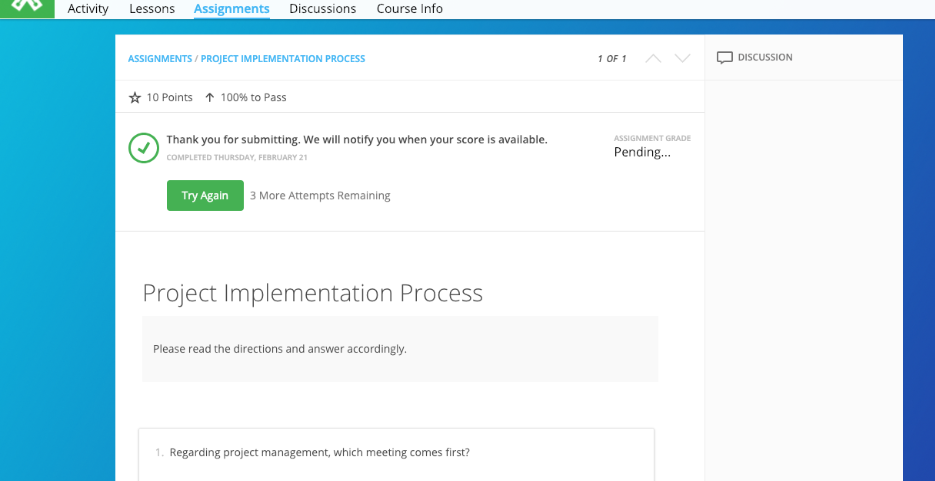 Activity Lessons Assignments Discussions Course Info
ASSIGNMENTS / PROJECT IMPLEMENTATION PROCESS
1 OF 1
DISCUSSION
10 Points 100% to Pass
Thank you for submitting. We will notify you when your score is available.
COMPLETED THURSDAY, FEBRUARY 21
ASSIGNMENT GRADE
Pending...
Try Again 3 More Attempts Remaining
Project Implementation Process
Please read the directions and answer accordingly.
1. Regarding project management, which meeting comes first?